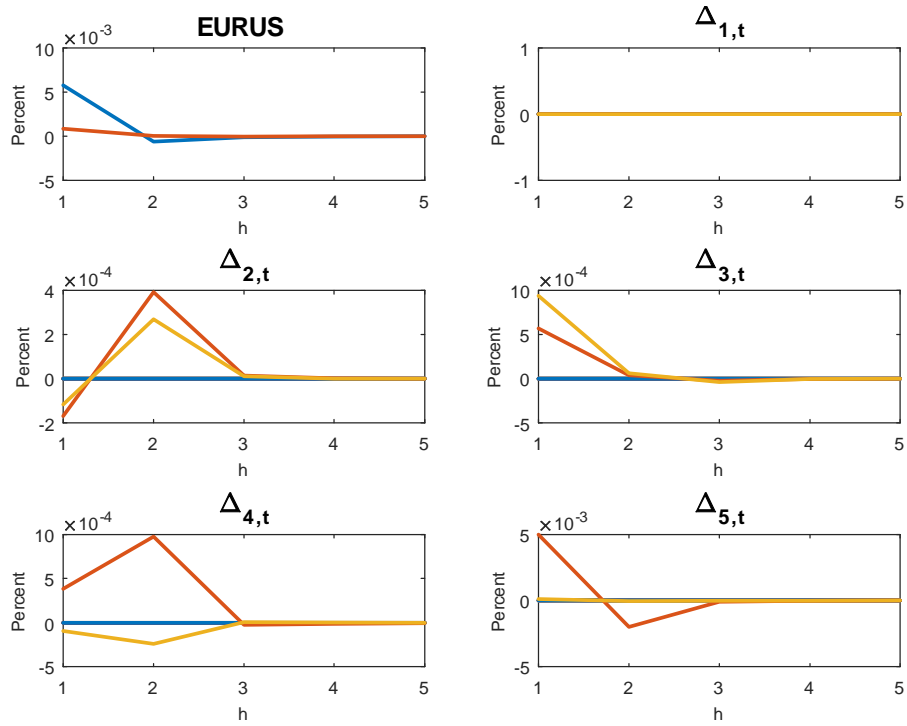 EURUS
×10⁻³
10
5
0
-5
Percent
1 2 3 4 5
h
Δ₁,ₜ
1
0
-1
Percent
1 2 3 4 5
h
Δ₂,ₜ
×10⁻⁴
4
2
0
-2
Percent
1 2 3 4 5
h
Δ₃,ₜ
×10⁻⁴
10
5
0
-5
Percent
1 2 3 4 5
h
Δ₄,ₜ
×10⁻⁴
10
5
0
-5
Percent
1 2 3 4 5
h
Δ₅,ₜ
×10⁻³
5
0
-5
Percent
1 2 3 4 5
h